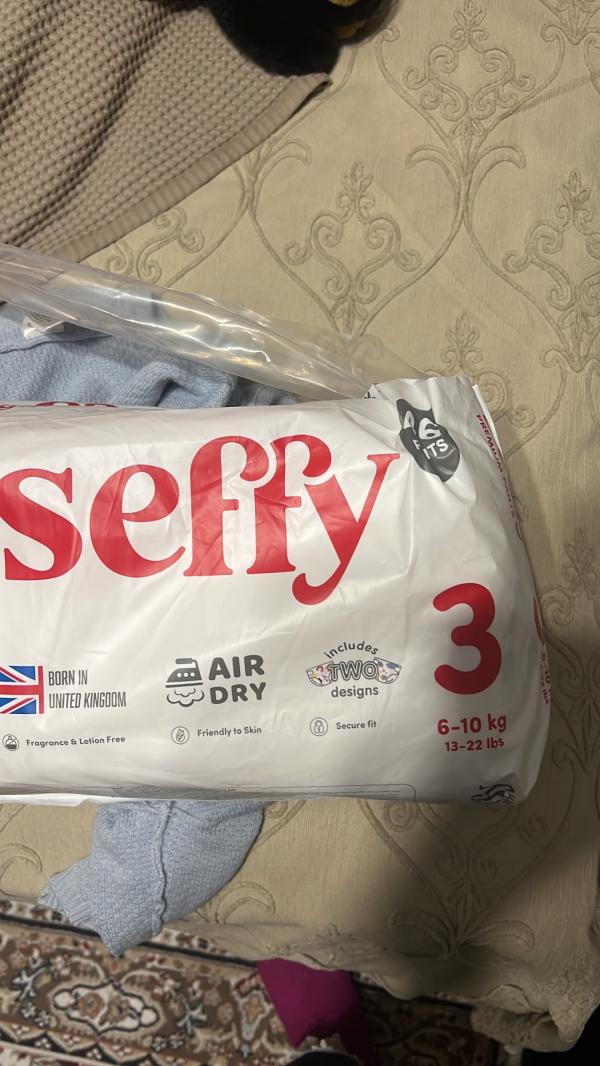 seffy
3
6-10 kg
13-22 lbs
BORN IN
UNITED KINGDOM
AIR
DRY
includes
TWO
designs
Fragrance & Lotion Free
Friendly to Skin
Secure fit
PREMIUM